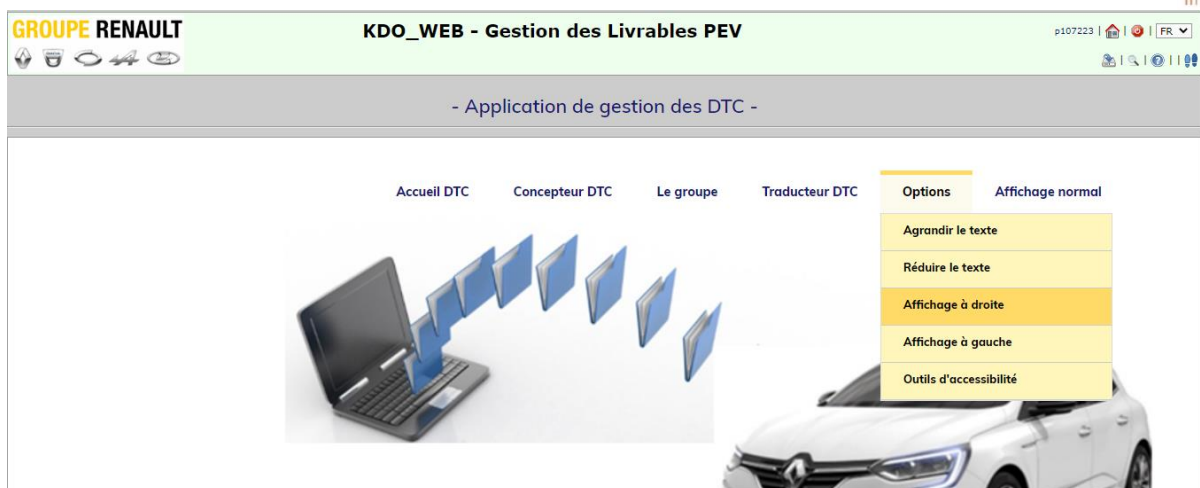 GROUPE RENAULT
KDO_WEB - Gestion des Livrables PEV
p107223 | | | FR
- Application de gestion des DTC -
Accueil DTC Concepteur DTC Le groupe Traducteur DTC Options Affichage normal
Agrandir le texte
Réduire le texte
Affichage à droite
Affichage à gauche
Outils d'accessibilité